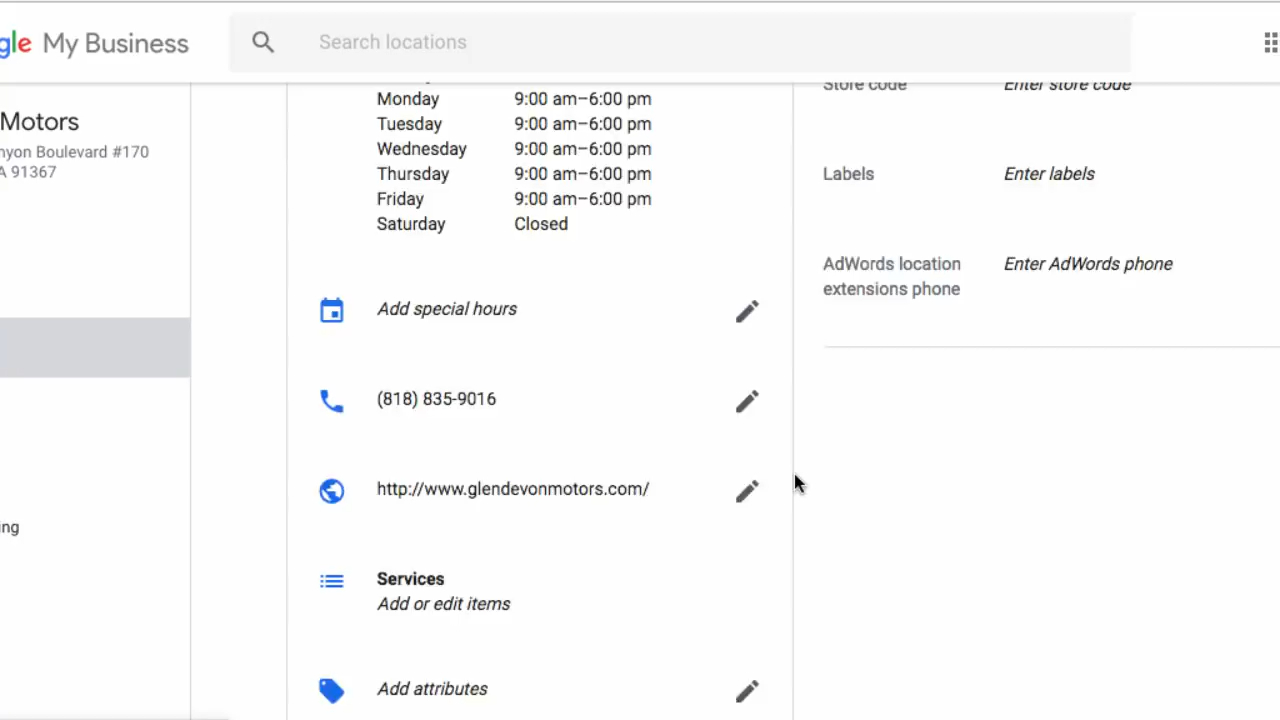 gle My Business
Search locations
Motors
nyon Boulevard #170
A 91367
ing
Monday 9:00 am–6:00 pm
Tuesday 9:00 am–6:00 pm
Wednesday 9:00 am–6:00 pm
Thursday 9:00 am–6:00 pm
Friday 9:00 am–6:00 pm
Saturday Closed
Add special hours
(818) 835-9016
http://www.glendevonmotors.com/
Services
Add or edit items
Add attributes
Store code Enter store code
Labels Enter labels
AdWords location Enter AdWords phone
extensions phone